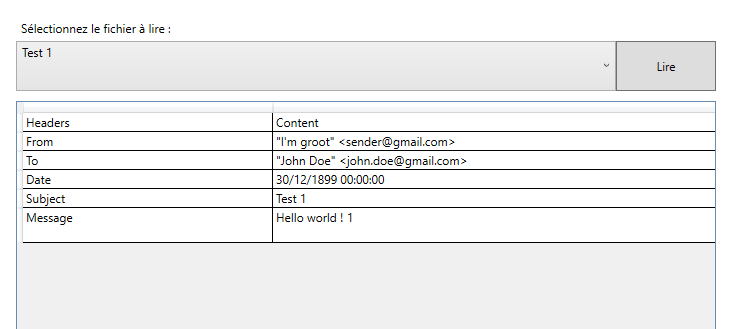 Sélectionnez le fichier à lire :
Test 1
Lire
Headers Content
From "I'm groot" <sender@gmail.com>
To "John Doe" <john.doe@gmail.com>
Date 30/12/1899 00:00:00
Subject Test 1
Message Hello world ! 1